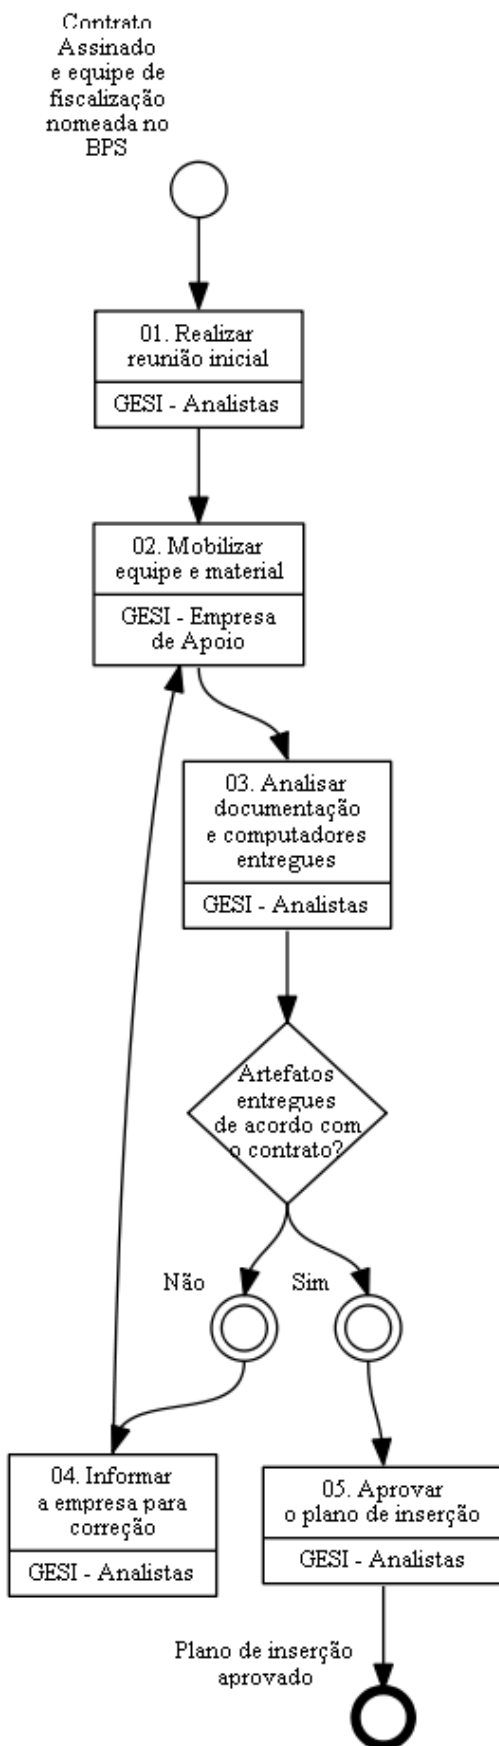 Contrato
Assinado
e equipe de
fiscalização
nomeada no
BPS
01. Realizar
reunião inicial
GESI - Analistas
02. Mobilizar
equipe e material
GESI - Empresa
de Apoio
03. Analisar
documentação
e computadores
entregues
GESI - Analistas
Artefatos
entregues
de acordo com
o contrato?
Não
Sim
04. Informar
a empresa para
correção
GESI - Analistas
05. Aprovar
o plano de inserção
GESI - Analistas
Plano de inserção
aprovado